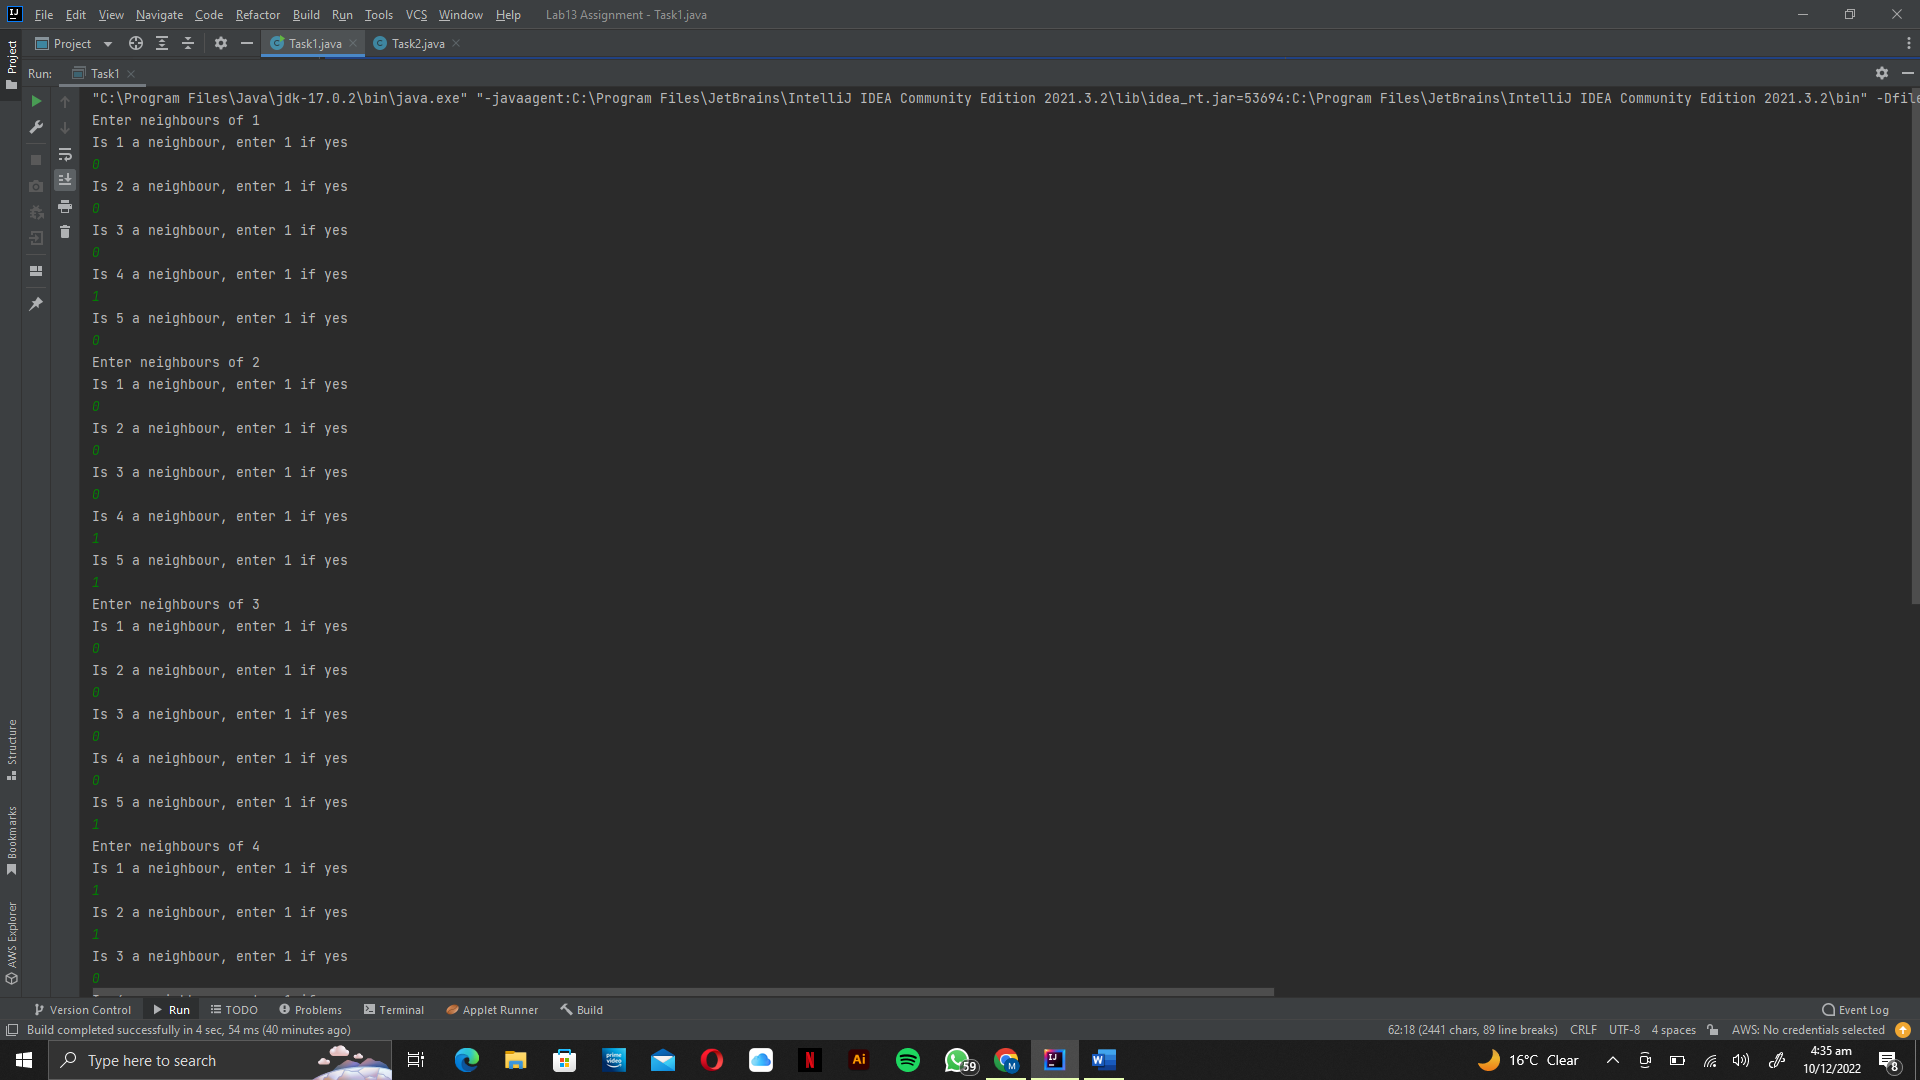 File Edit View Navigate Code Refactor Build Run Tools VCS Window Help Lab13 Assignment - Task1.java
Project Task1.java Task2.java
Run: Task1
"C:\Program Files\Java\jdk-17.0.2\bin\java.exe" "-javaagent:C:\Program Files\JetBrains\IntelliJ IDEA Community Edition 2021.3.2\lib\idea_rt.jar=53694:C:\Program Files\JetBrains\IntelliJ IDEA Community Edition 2021.3.2\bin" -Dfile
Enter neighbours of 1
Is 1 a neighbour, enter 1 if yes
0
Is 2 a neighbour, enter 1 if yes
0
Is 3 a neighbour, enter 1 if yes
0
Is 4 a neighbour, enter 1 if yes
1
Is 5 a neighbour, enter 1 if yes
0
Enter neighbours of 2
Is 1 a neighbour, enter 1 if yes
0
Is 2 a neighbour, enter 1 if yes
0
Is 3 a neighbour, enter 1 if yes
0
Is 4 a neighbour, enter 1 if yes
1
Is 5 a neighbour, enter 1 if yes
1
Enter neighbours of 3
Is 1 a neighbour, enter 1 if yes
0
Is 2 a neighbour, enter 1 if yes
0
Is 3 a neighbour, enter 1 if yes
0
Is 4 a neighbour, enter 1 if yes
0
Is 5 a neighbour, enter 1 if yes
1
Enter neighbours of 4
Is 1 a neighbour, enter 1 if yes
1
Is 2 a neighbour, enter 1 if yes
1
Is 3 a neighbour, enter 1 if yes
0
Project
Structure
Bookmarks
AWS Explorer
Version Control Run TODO Problems Terminal Applet Runner Build Event Log
Build completed successfully in 4 sec, 54 ms (40 minutes ago) 62:18 (2441 chars, 89 line breaks) CRLF UTF-8 4 spaces AWS: No credentials selected
Type here to search prime video Ai 59 M W 16°C Clear 4:35 am
10/12/2022 8